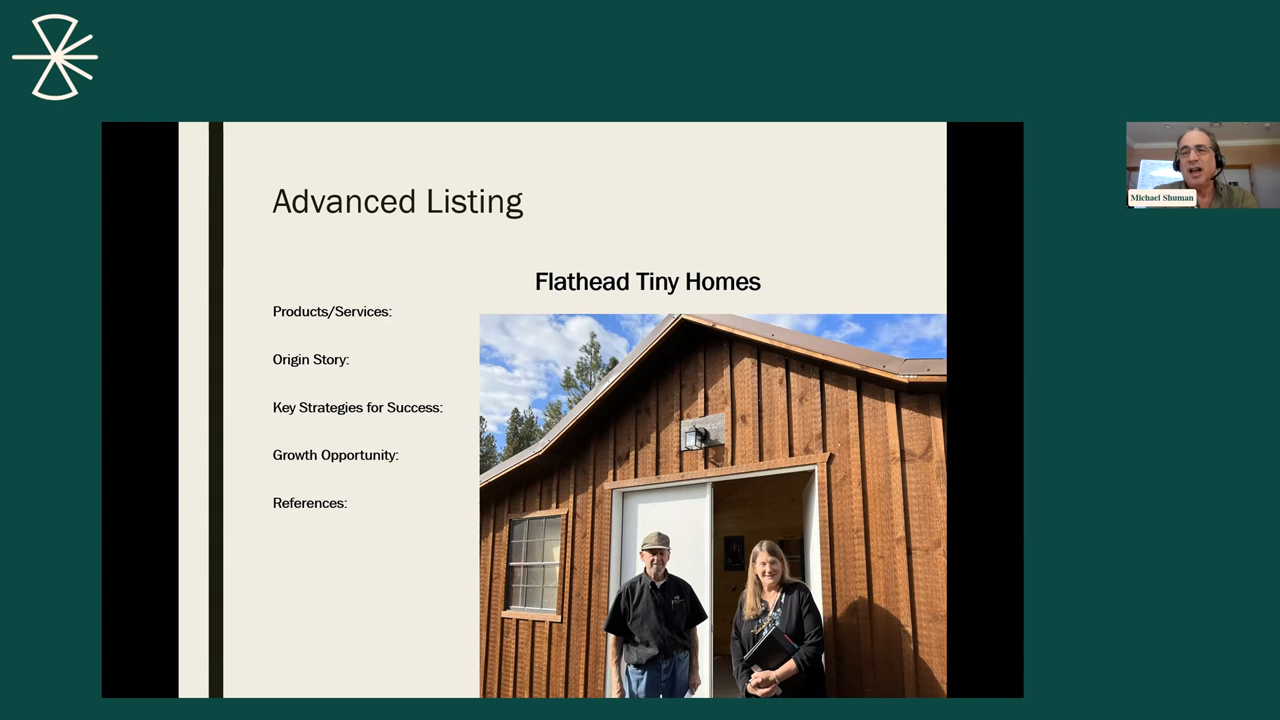 Advanced Listing
Flathead Tiny Homes
Products/Services:
Origin Story:
Key Strategies for Success:
Growth Opportunity:
References:
Michael Shuman